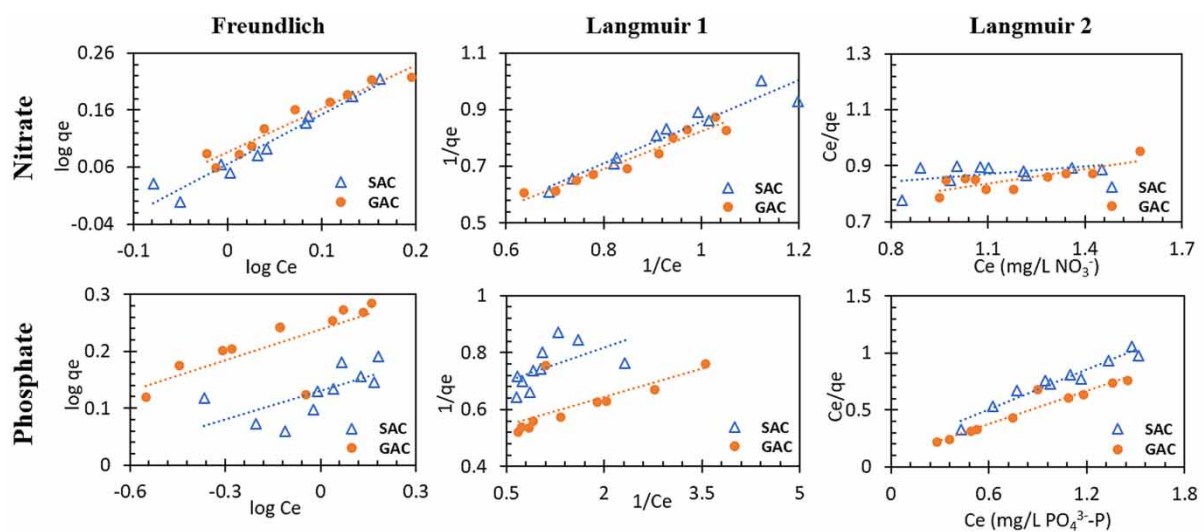 Freundlich
Langmuir 1
Langmuir 2
Nitrate
0.26
0.16
0.06
-0.04
log qe
-0.1
0
0.1
0.2
log Ce
SAC
GAC
1.1
0.9
0.7
0.5
1/qe
0.6
0.8
1
1.2
1/Ce
SAC
GAC
1.3
1.1
0.9
0.7
Ce/qe
0.8
1.1
1.4
1.7
Ce (mg/L NO₃⁻)
SAC
GAC
Phosphate
0.3
0.2
0.1
0
log qe
-0.6
-0.3
0
0.3
log Ce
SAC
GAC
1
0.8
0.6
0.4
1/qe
0.5
2
3.5
5
1/Ce
SAC
GAC
1.5
1
0.5
0
Ce/qe
0
0.6
1.2
1.8
Ce (mg/L PO₄³⁻-P)
SAC
GAC